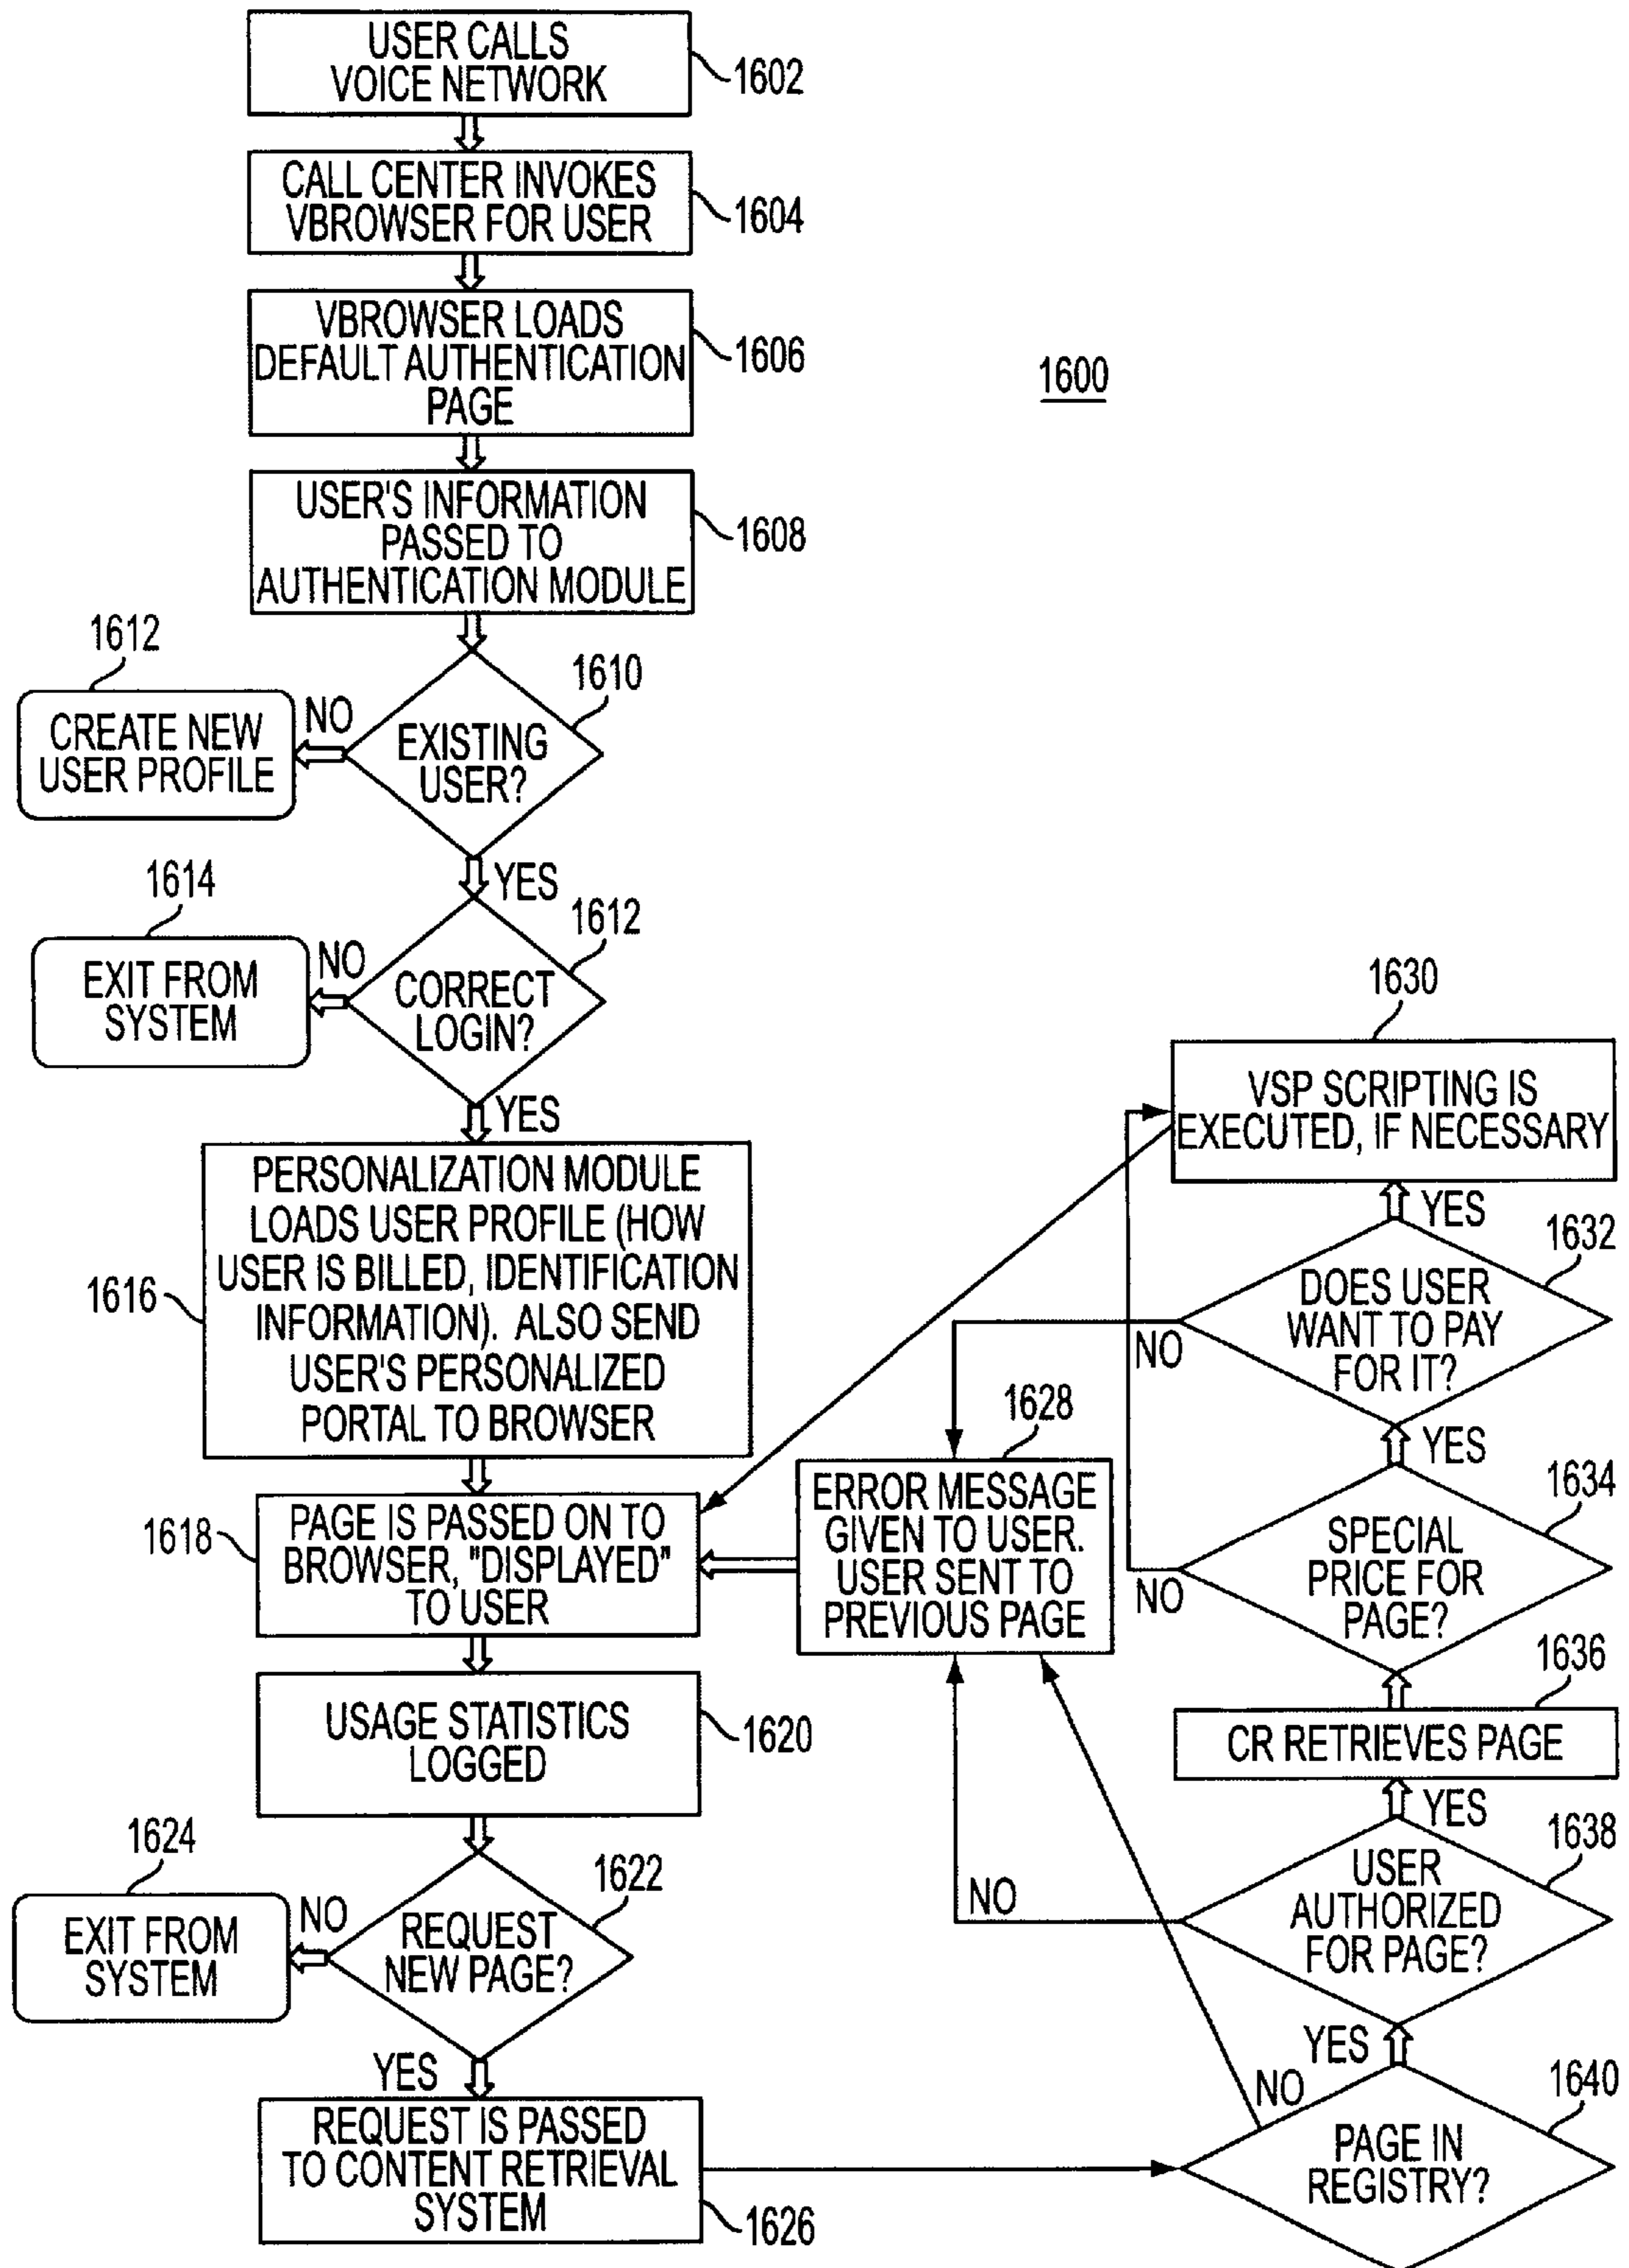 USER CALLS
VOICE NETWORK
1602
CALL CENTER INVOKES
VBROWSER FOR USER
1604
VBROWSER LOADS
DEFAULT AUTHENTICATION
PAGE
1606
1600
USER'S INFORMATION
PASSED TO
AUTHENTICATION MODULE
1608
1612
CREATE NEW
USER PROFILE
NO
1610
EXISTING
USER?
YES
1614
EXIT FROM
SYSTEM
NO
1612
CORRECT
LOGIN?
YES
PERSONALIZATION MODULE
LOADS USER PROFILE (HOW
USER IS BILLED, IDENTIFICATION
INFORMATION). ALSO SEND
USER'S PERSONALIZED
PORTAL TO BROWSER
1616
PAGE IS PASSED ON TO
BROWSER, "DISPLAYED"
TO USER
1618
USAGE STATISTICS
LOGGED
1620
1624
EXIT FROM
SYSTEM
NO
1622
REQUEST
NEW PAGE?
YES
REQUEST IS PASSED
TO CONTENT RETRIEVAL
SYSTEM
1626
1628
ERROR MESSAGE
GIVEN TO USER.
USER SENT TO
PREVIOUS PAGE
1630
VSP SCRIPTING IS
EXECUTED, IF NECESSARY
YES
1632
DOES USER
WANT TO PAY
FOR IT?
NO
YES
1634
SPECIAL
PRICE FOR
PAGE?
NO
1636
CR RETRIEVES PAGE
YES
1638
USER
AUTHORIZED
FOR PAGE?
NO
YES
NO
1640
PAGE IN
REGISTRY?